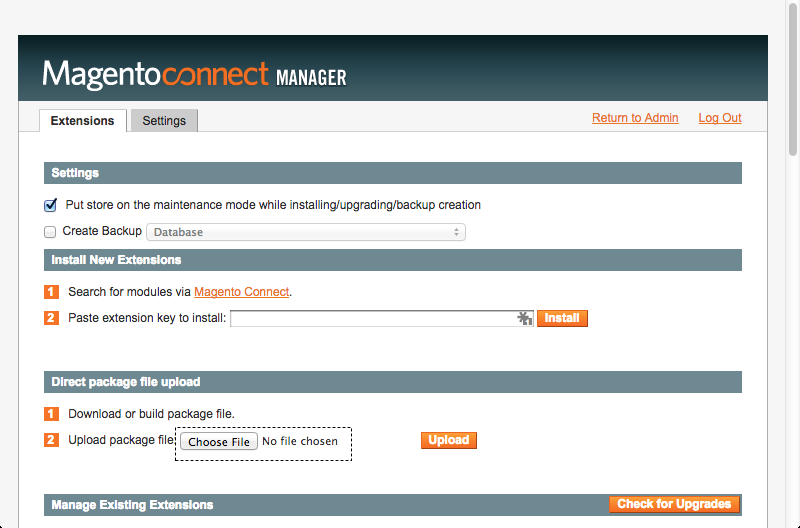 Magentoconnect MANAGER
Extensions Settings Return to Admin Log Out
Settings
Put store on the maintenance mode while installing/upgrading/backup creation
Create Backup Database
Install New Extensions
1 Search for modules via Magento Connect.
2 Paste extension key to install: Install
Direct package file upload
1 Download or build package file.
2 Upload package file: Choose File No file chosen Upload
Manage Existing Extensions Check for Upgrades